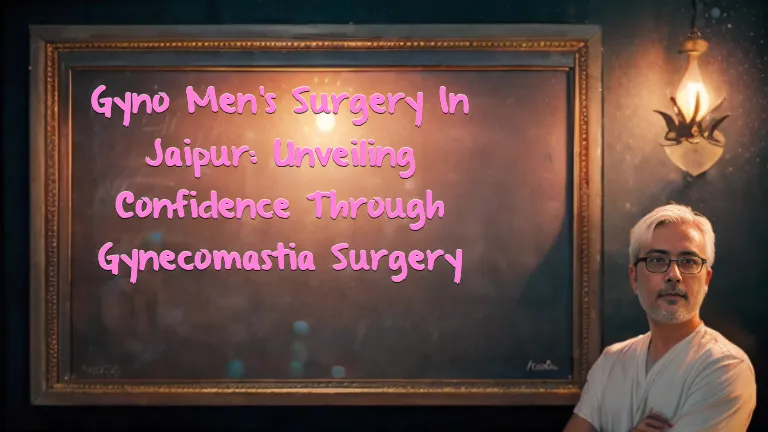 Gyno Men's Surgery In
Jaipur: Unveiling
Confidence Through
Gynecomastia Surgery